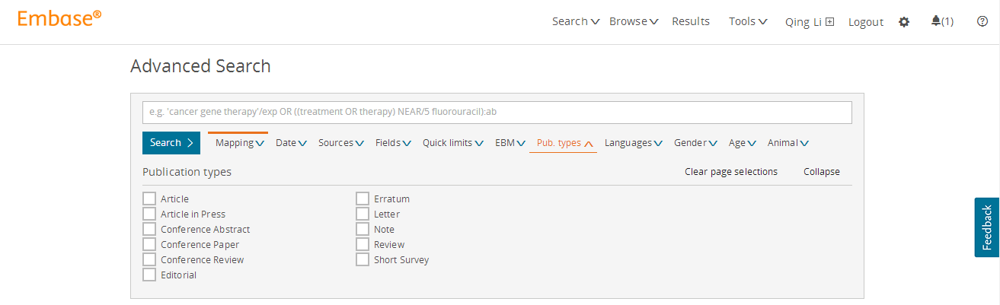 Embase®
Search Browse Results Tools Qing Li Logout (1)
Advanced Search
e.g. 'cancer gene therapy'/exp OR ((treatment OR therapy) NEAR/5 fluorouracil):ab
Search Mapping Date Sources Fields Quick limits EBM Pub. types Languages Gender Age Animal
Publication types Clear page selections Collapse
Article Erratum
Article in Press Letter
Conference Abstract Note
Conference Paper Review
Conference Review Short Survey
Editorial
Feedback